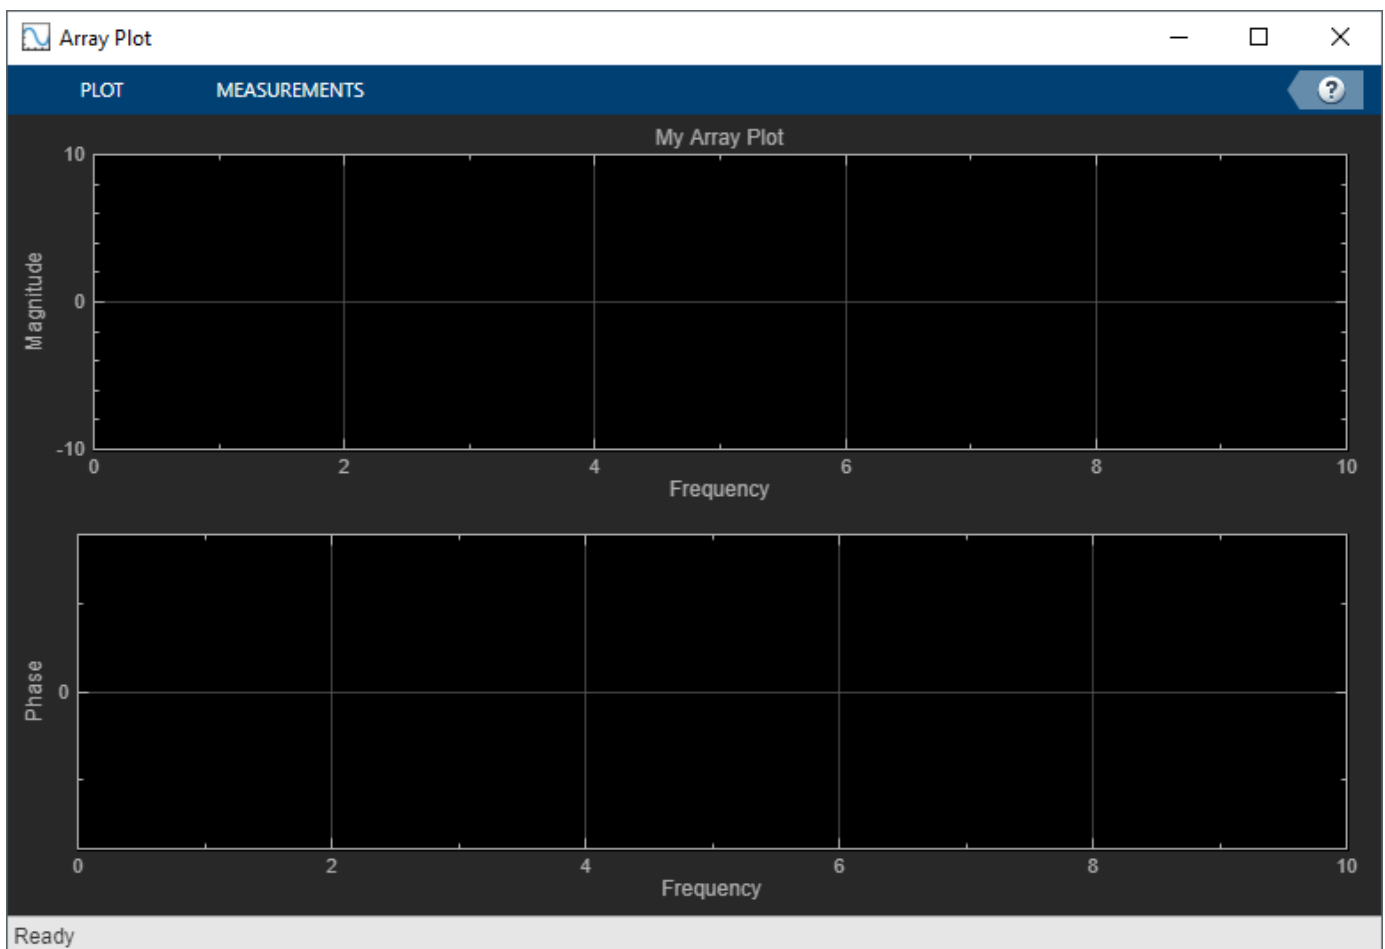 Array Plot
PLOT MEASUREMENTS ?
My Array Plot
10
0
-10
Magnitude
0 2 4 6 8 10
Frequency
0
Phase
0 2 4 6 8 10
Frequency
Ready